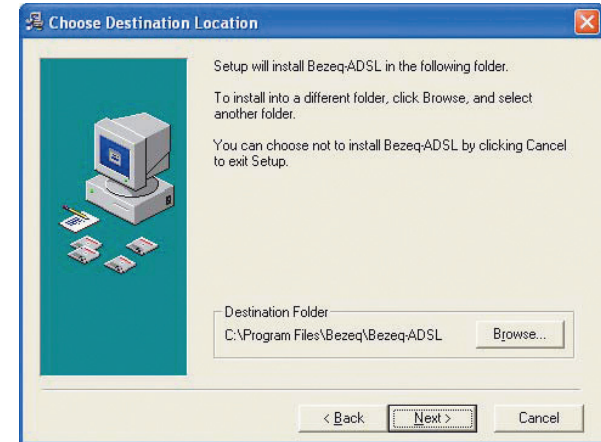 Choose Destination Location
Setup will install Bezeq-ADSL in the following folder.
To install into a different folder, click Browse, and select
another folder.
You can choose not to install Bezeq-ADSL by clicking Cancel
to exit Setup.
Destination Folder
C:\Program Files\Bezeq\Bezeq-ADSL
Browse...
< Back
Next >
Cancel